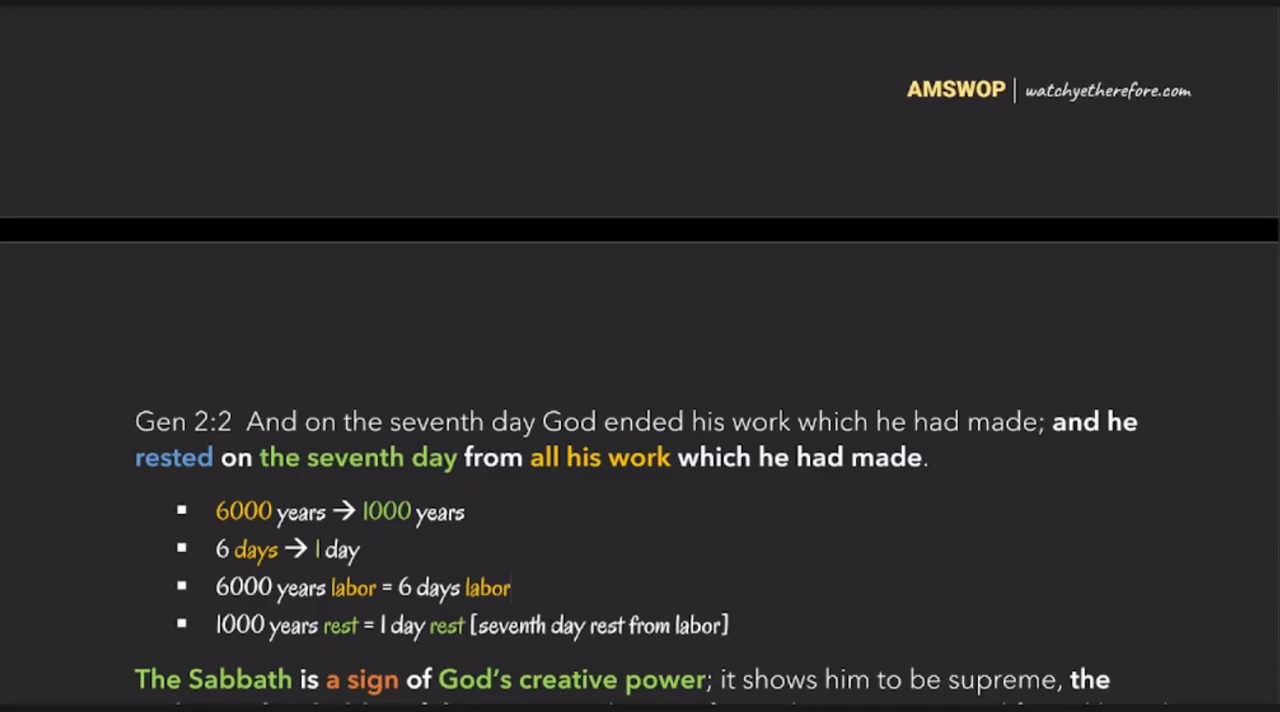 AMSWOP | watchyetherefore.com
Gen 2:2 And on the seventh day God ended his work which he had made; and he
rested on the seventh day from all his work which he had made.
▪ 6000 years → 1000 years
▪ 6 days → 1 day
▪ 6000 years labor = 6 days labor
▪ 1000 years rest = 1 day rest [seventh day rest from labor]
The Sabbath is a sign of God's creative power; it shows him to be supreme, the